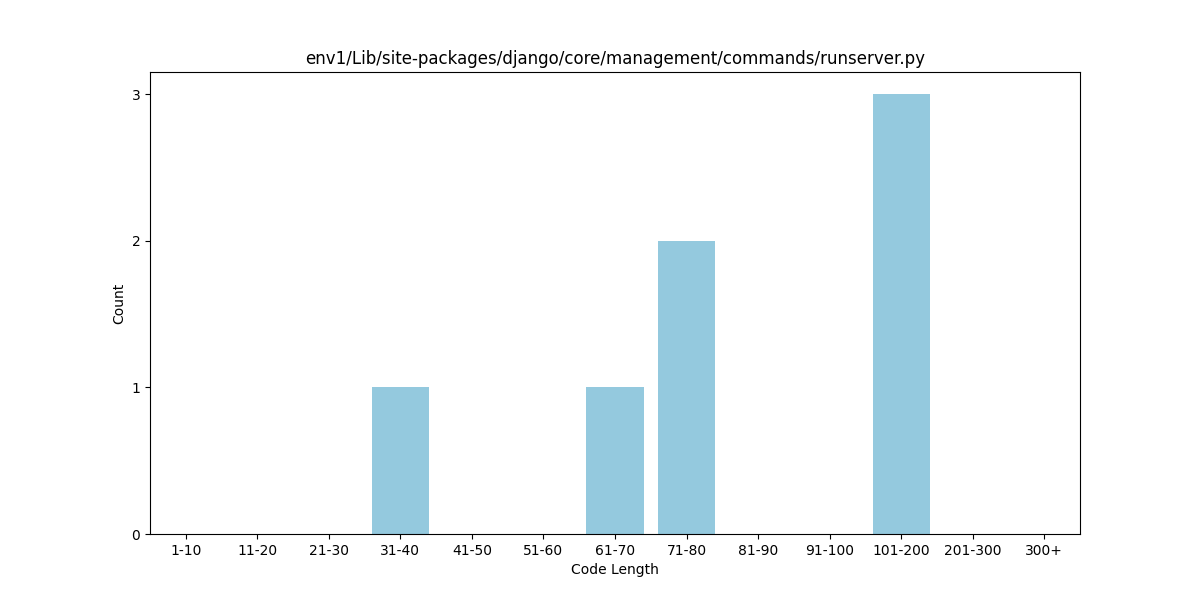 env1/Lib/site-packages/django/core/management/commands/runserver.py
3
2
1
0
Count
1-10 11-20 21-30 31-40 41-50 51-60 61-70 71-80 81-90 91-100 101-200 201-300 300+
Code Length